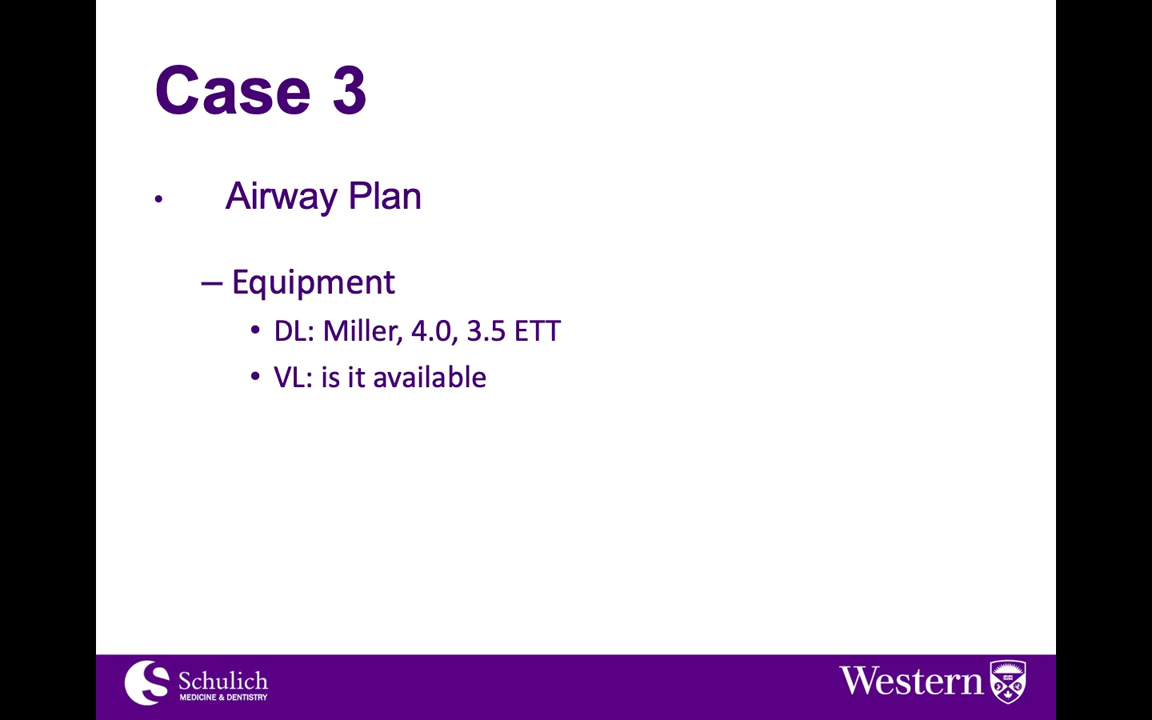 Case 3
• Airway Plan
– Equipment
• DL: Miller, 4.0, 3.5 ETT
• VL: is it available
Schulich
MEDICINE & DENTISTRY
Western